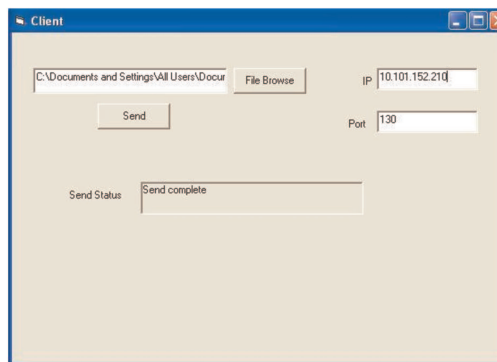 Client
C:\Documents and Settings\All Users\Docur
File Browse
IP
10.101.152.210
Send
Port
130
Send Status
Send complete